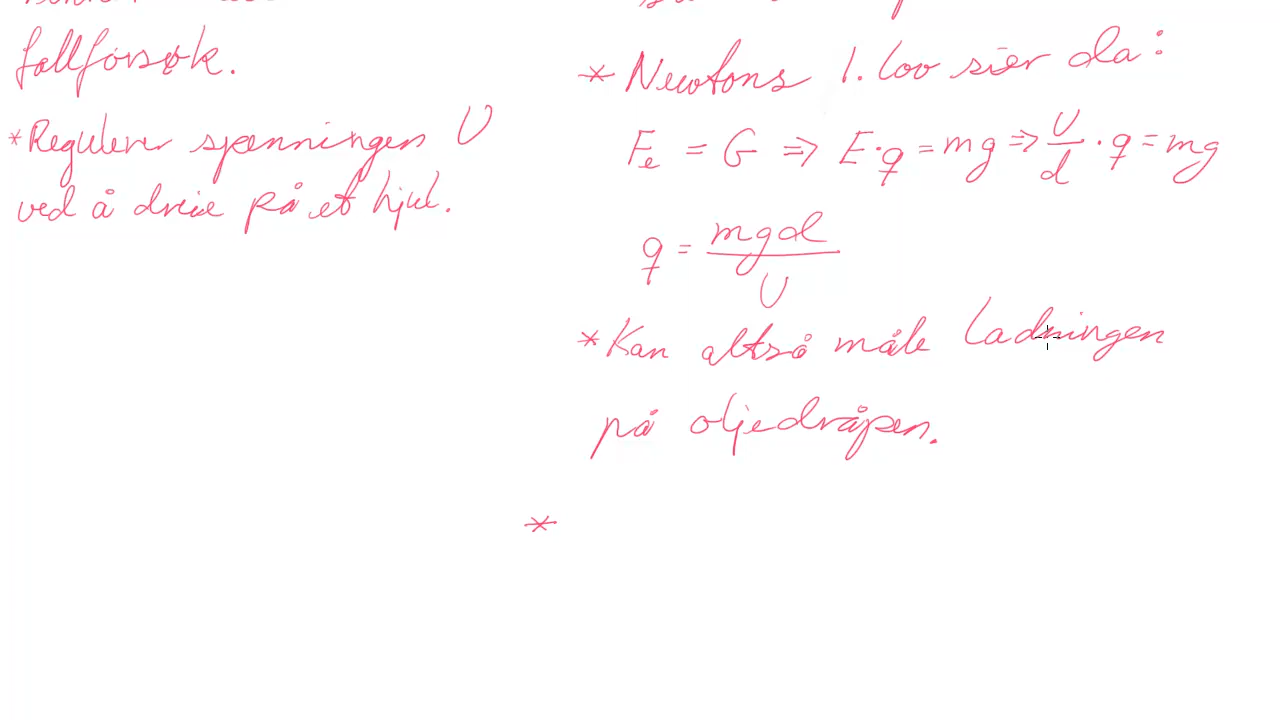 fallforsøk.
* Regulerer spenningen U
ved å dreie på et hjul.
* Newtons 1. lov sier da:
Fe = G ⇒ E · q = mg ⇒ U/d · q = mg
q = mgd/U
* Kan altså måle ladningen
på oljedråpen.
*